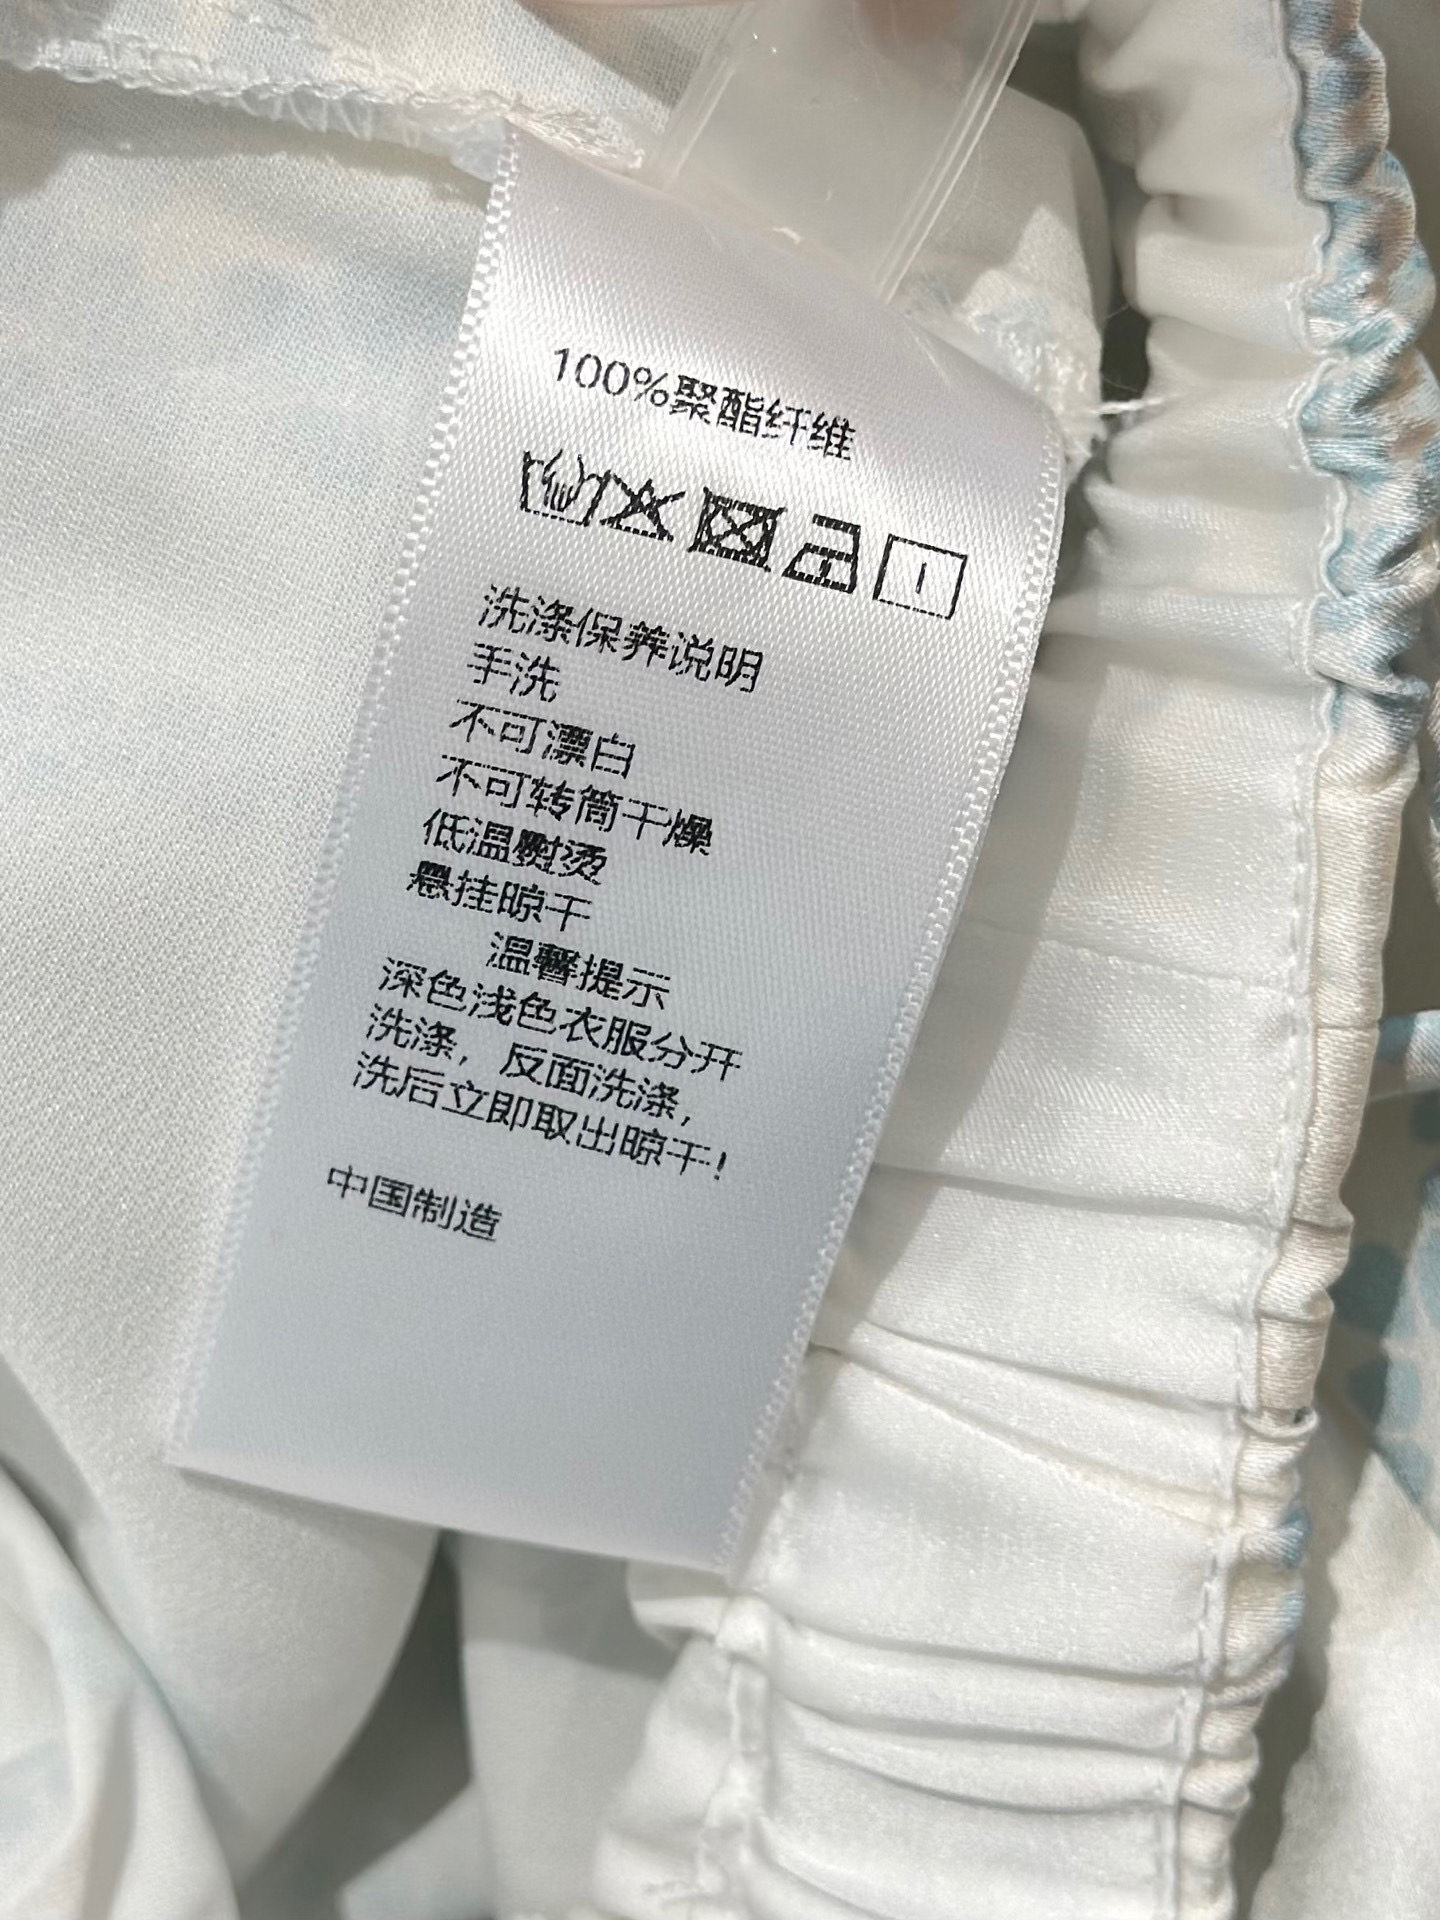 100%聚酯纤维
洗涤保养说明
手洗
不可漂白
不可转筒干燥
低温熨烫
悬挂晾干
温馨提示
深色浅色衣服分开
洗涤，反面洗涤，
洗后立即取出晾干!
中国制造